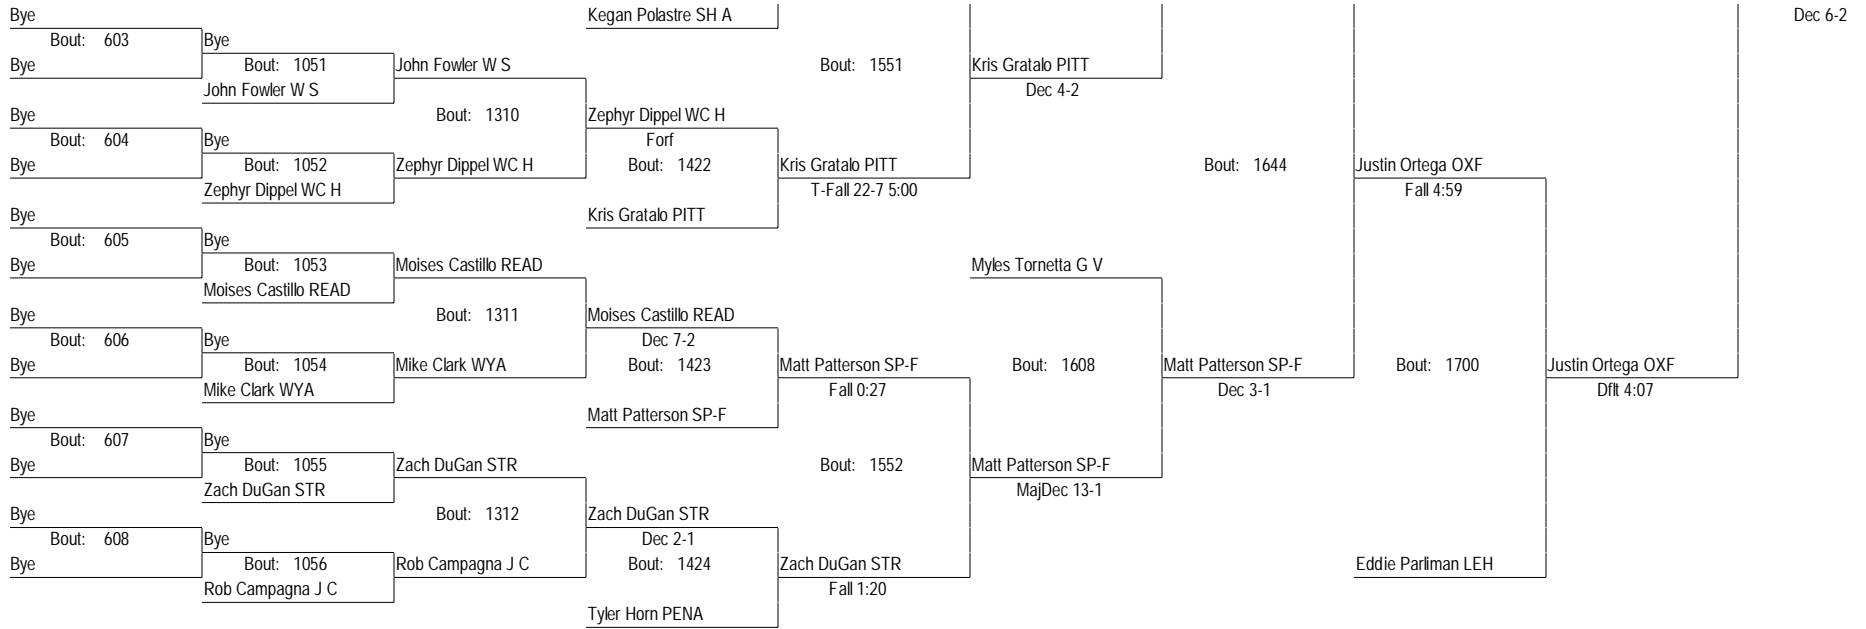 Bye Kegan Polastre SH A Dec 6-2
Bout: 603 Bye
Bye Bout: 1051 John Fowler W S Bout: 1551 Kris Gratalo PITT
John Fowler W S Dec 4-2
Bye Bout: 1310 Zephyr Dippel WC H
Bout: 604 Bye Forf
Bye Bout: 1052 Zephyr Dippel WC H Bout: 1422 Kris Gratalo PITT Bout: 1644 Justin Ortega OXF
Zephyr Dippel WC H T-Fall 22-7 5:00 Fall 4:59
Bye Kris Gratalo PITT
Bout: 605 Bye
Bye Bout: 1053 Moises Castillo READ Myles Tornetta G V
Moises Castillo READ
Bye Bout: 1311 Moises Castillo READ
Bout: 606 Bye Dec 7-2
Bye Bout: 1054 Mike Clark WYA Bout: 1423 Matt Patterson SP-F Bout: 1608 Matt Patterson SP-F Bout: 1700 Justin Ortega OXF
Mike Clark WYA Fall 0:27 Dec 3-1 Dflt 4:07
Bye Matt Patterson SP-F
Bout: 607 Bye
Bye Bout: 1055 Zach DuGan STR Bout: 1552 Matt Patterson SP-F
Zach DuGan STR MajDec 13-1
Bye Bout: 1312 Zach DuGan STR
Bout: 608 Bye Dec 2-1
Bye Bout: 1056 Rob Campagna J C Bout: 1424 Zach DuGan STR Eddie Parliman LEH
Rob Campagna J C Fall 1:20
Tyler Horn PENA